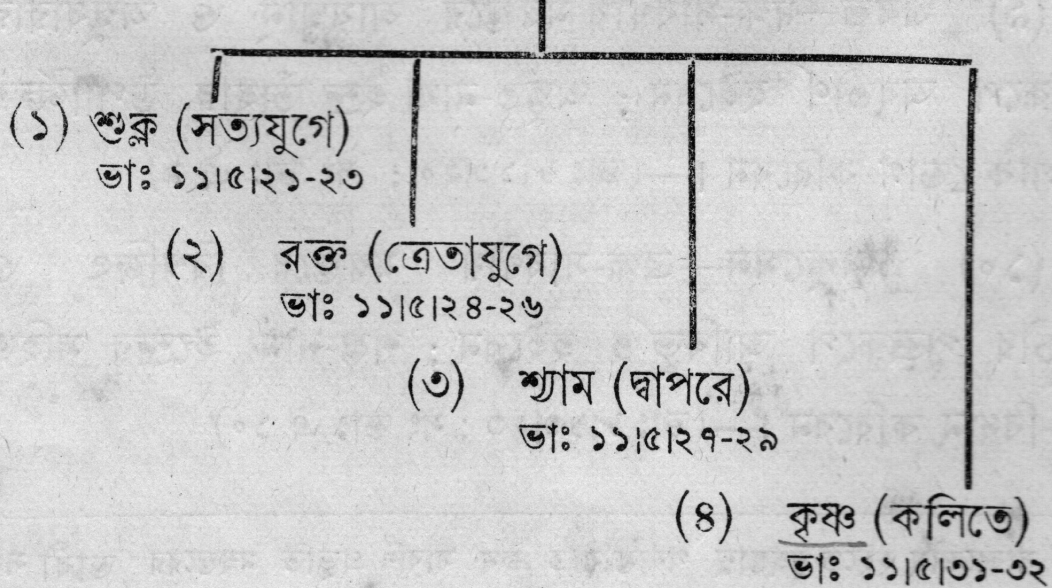 (১) শুক্ল (সত্যযুগে)
ভাঃ ১১।৫।২১-২৩
(২) রক্ত (ত্রেতাযুগে)
ভাঃ ১১।৫।২৪-২৬
(৩) শ্যাম (দ্বাপরে)
ভাঃ ১১।৫।২৭-২৯
(৪) কৃষ্ণ (কলিতে)
ভাঃ ১১।৫।৩১-৩২